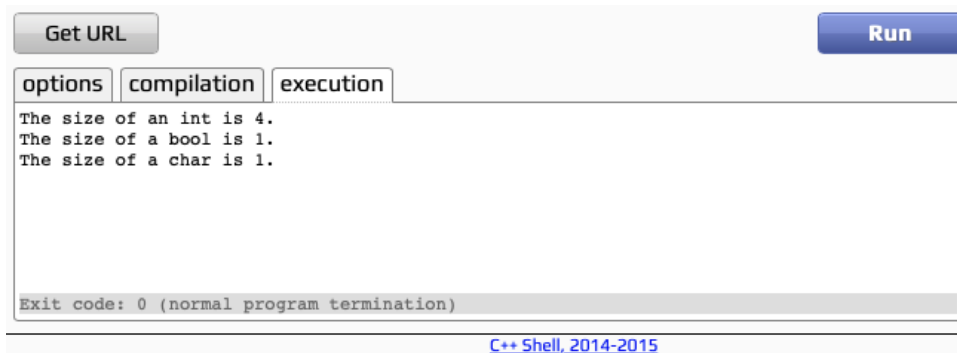 Get URL
Run
options compilation execution
The size of an int is 4.
The size of a bool is 1.
The size of a char is 1.
Exit code: 0 (normal program termination)
C++ Shell, 2014-2015